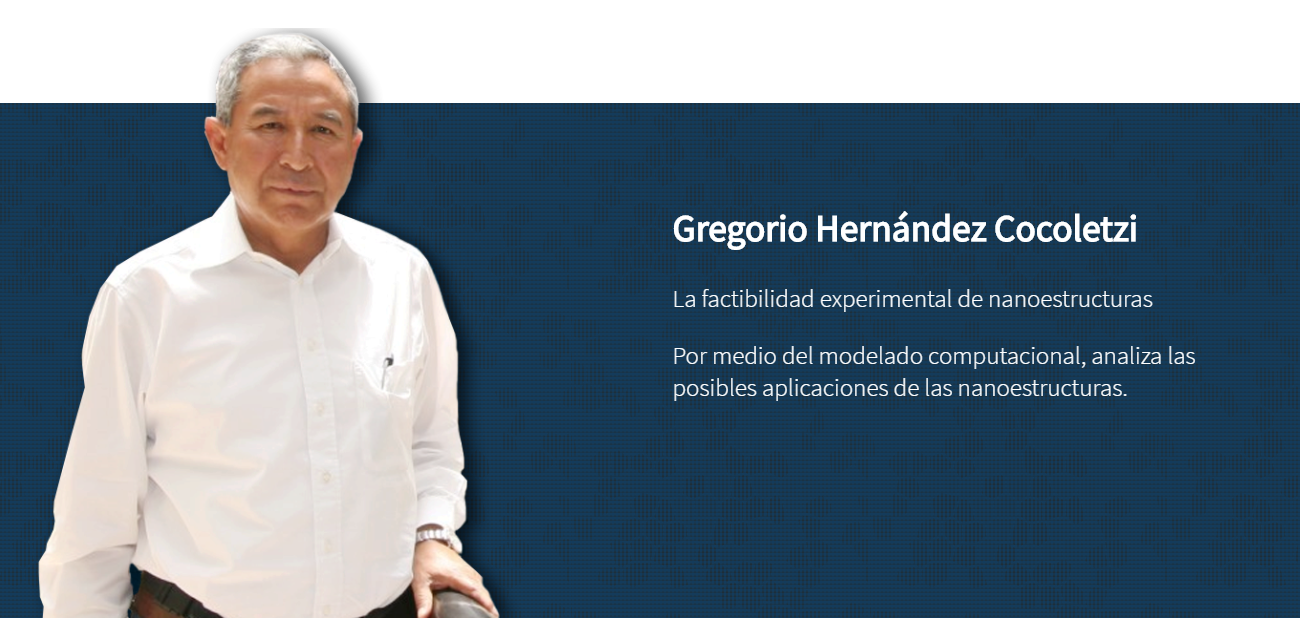 Gregorio Hernández Cocoletzi
La factibilidad experimental de nanoestructuras
Por medio del modelado computacional, analiza las
posibles aplicaciones de las nanoestructuras.